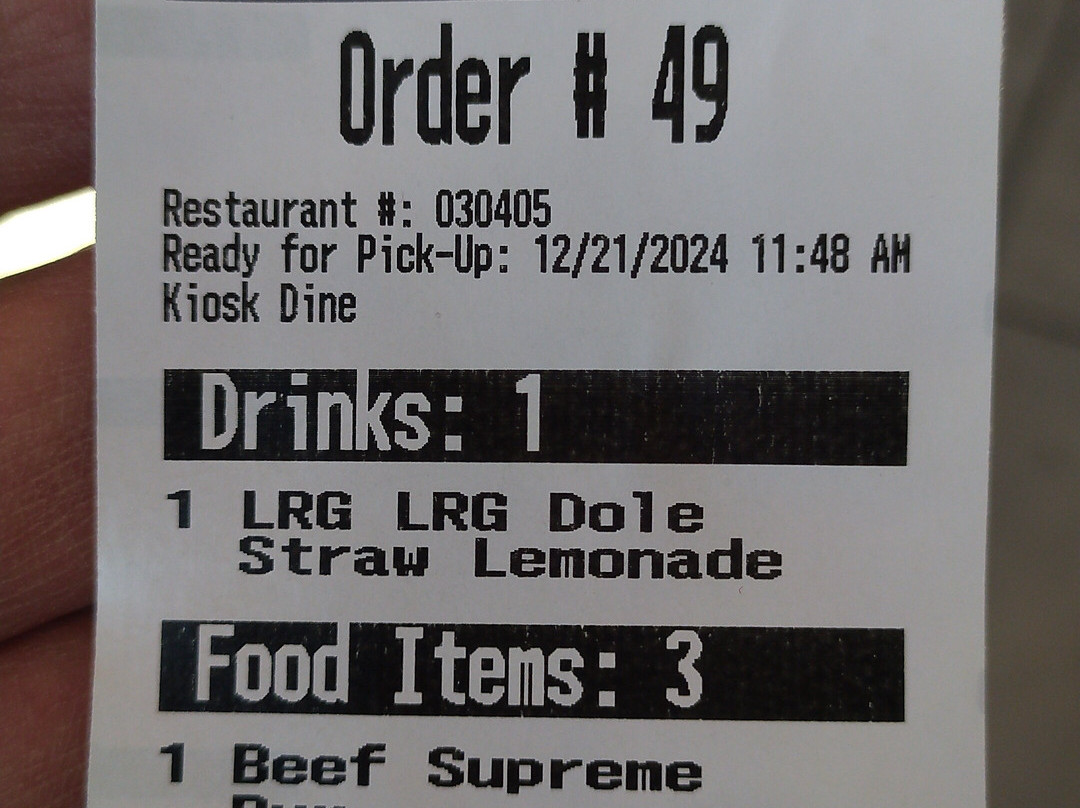 Order # 49
Restaurant #: 030405
Ready for Pick-Up: 12/21/2024 11:48 AM
Kiosk Dine
Drinks: 1
1 LRG LRG Dole
Straw Lemonade
Food Items: 3
1 Beef Supreme